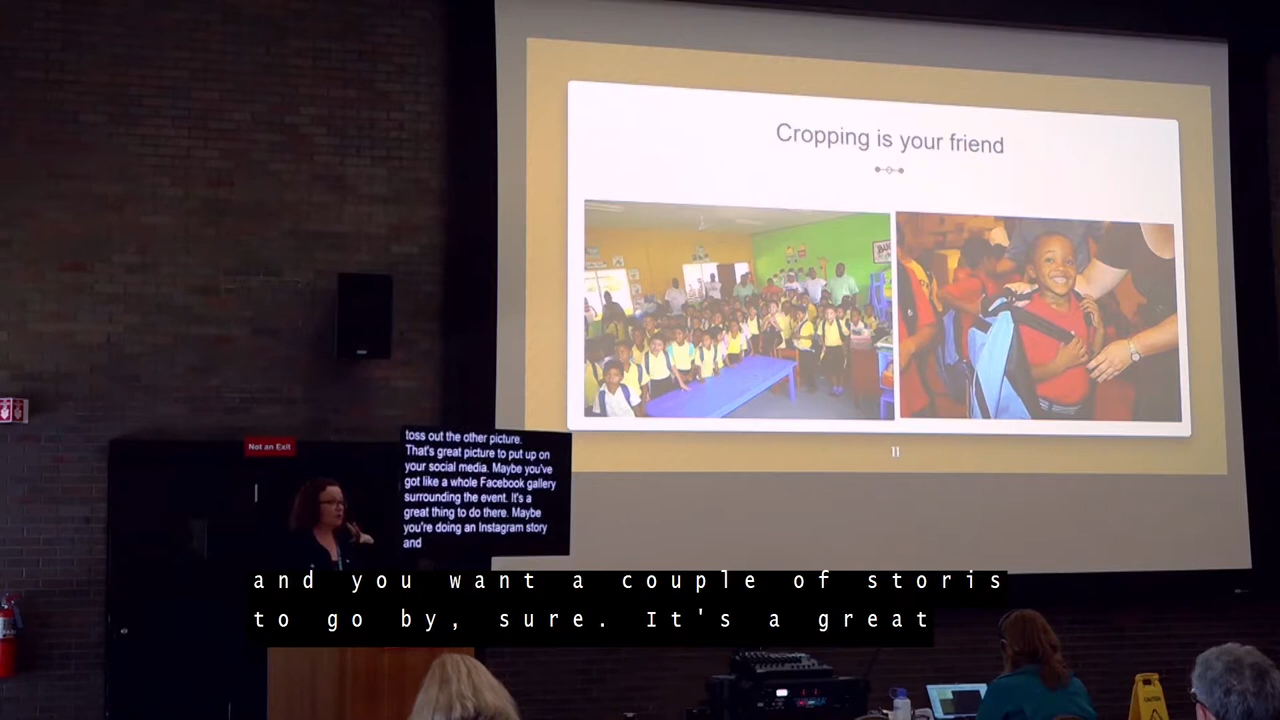 Cropping is your friend
11
Not an Exit
toss out the other picture.
That's great picture to put up on
your social media. Maybe you've
got like a whole Facebook gallery
surrounding the event. It's a
great thing to do there. Maybe
you're doing an Instagram story
and
and you want a couple of storis
to go by, sure. It's a great
CAUTION